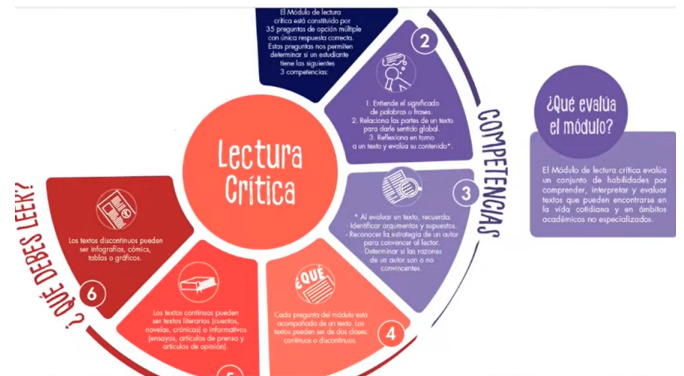 El Módulo de lectura
crítica está constituido por
35 preguntas de opción múltiple
con única respuesta correcta.
Estas preguntas nos permiten
determinar si un estudiante
tiene las siguientes
3 competencias:
2
1. Entiende el significado
de palabras o frases.
2. Relaciona las partes de un texto
para darle sentido global.
3. Reflexiona en torno
a un texto y evalúa su contenido*.
COMPETENCIAS
3
* Al evaluar un texto, recuerda:
- Identificar argumentos y supuestos.
- Reconocer la estrategia de un autor
para convencer al lector.
- Determinar si las razones
de un autor son o no
convincentes.
Lectura
Crítica
¿Qué evalúa
el módulo?
El Módulo de lectura crítica evalúa
un conjunto de habilidades por
comprender, interpretar y evaluar
textos que pueden encontrarse en
la vida cotidiana y en ámbitos
académicos no especializados.
¿QUÉ
Cada pregunta del módulo está
acompañada de un texto. Los
textos pueden ser de dos clases:
continuos o discontinuos.
4
Los textos continuos pueden
ser textos literarios (cuentos,
novelas, crónicas) o informativos
(ensayos, artículos de prensa y
artículos de opinión).
5
Los textos discontinuos pueden
ser infografías, cómics,
tablas o gráficos.
6
¿QUÉ DEBES LEER?